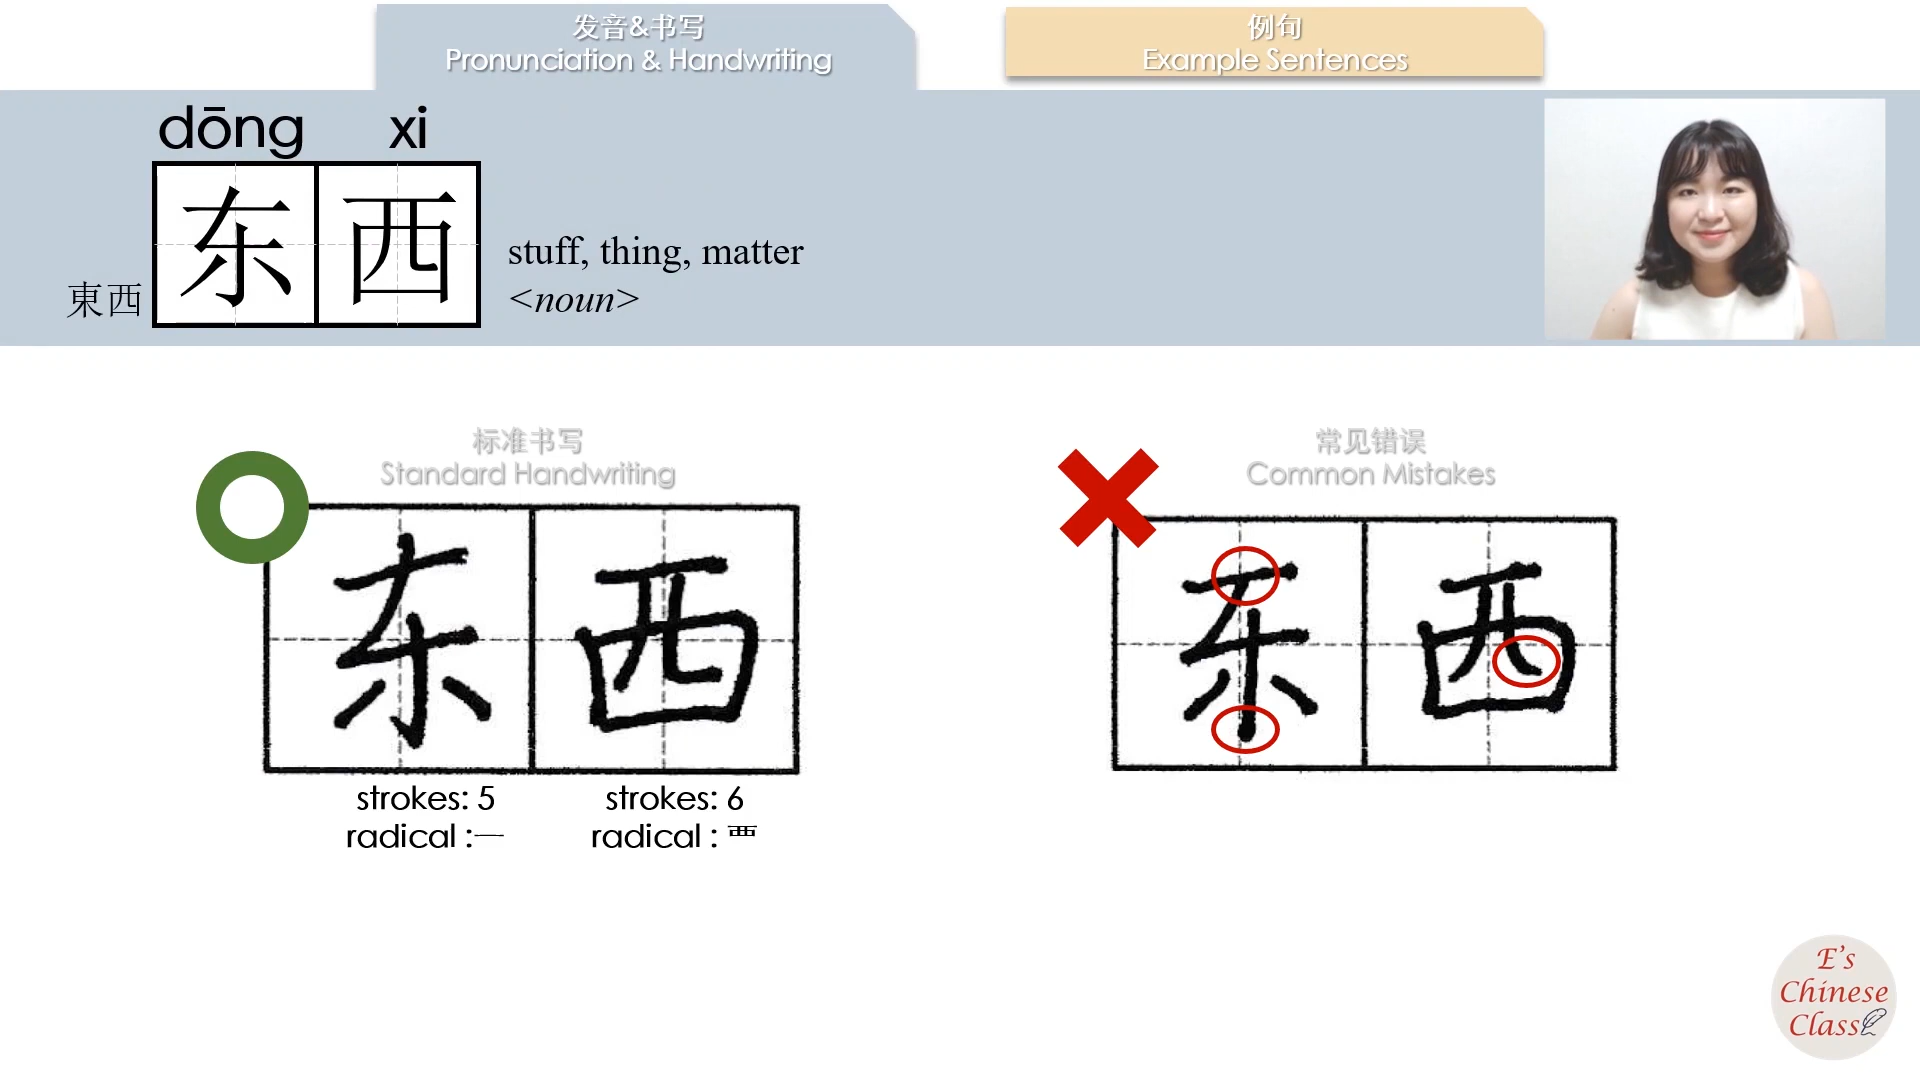 发音&书写
Pronunciation & Handwriting
例句
Example Sentences
dōng xi
东西
東西
stuff, thing, matter
<noun>
标准书写
Standard Handwriting
东西
strokes: 5
radical :一
strokes: 6
radical : 覀
常见错误
Common Mistakes
东西
E's
Chinese
Class